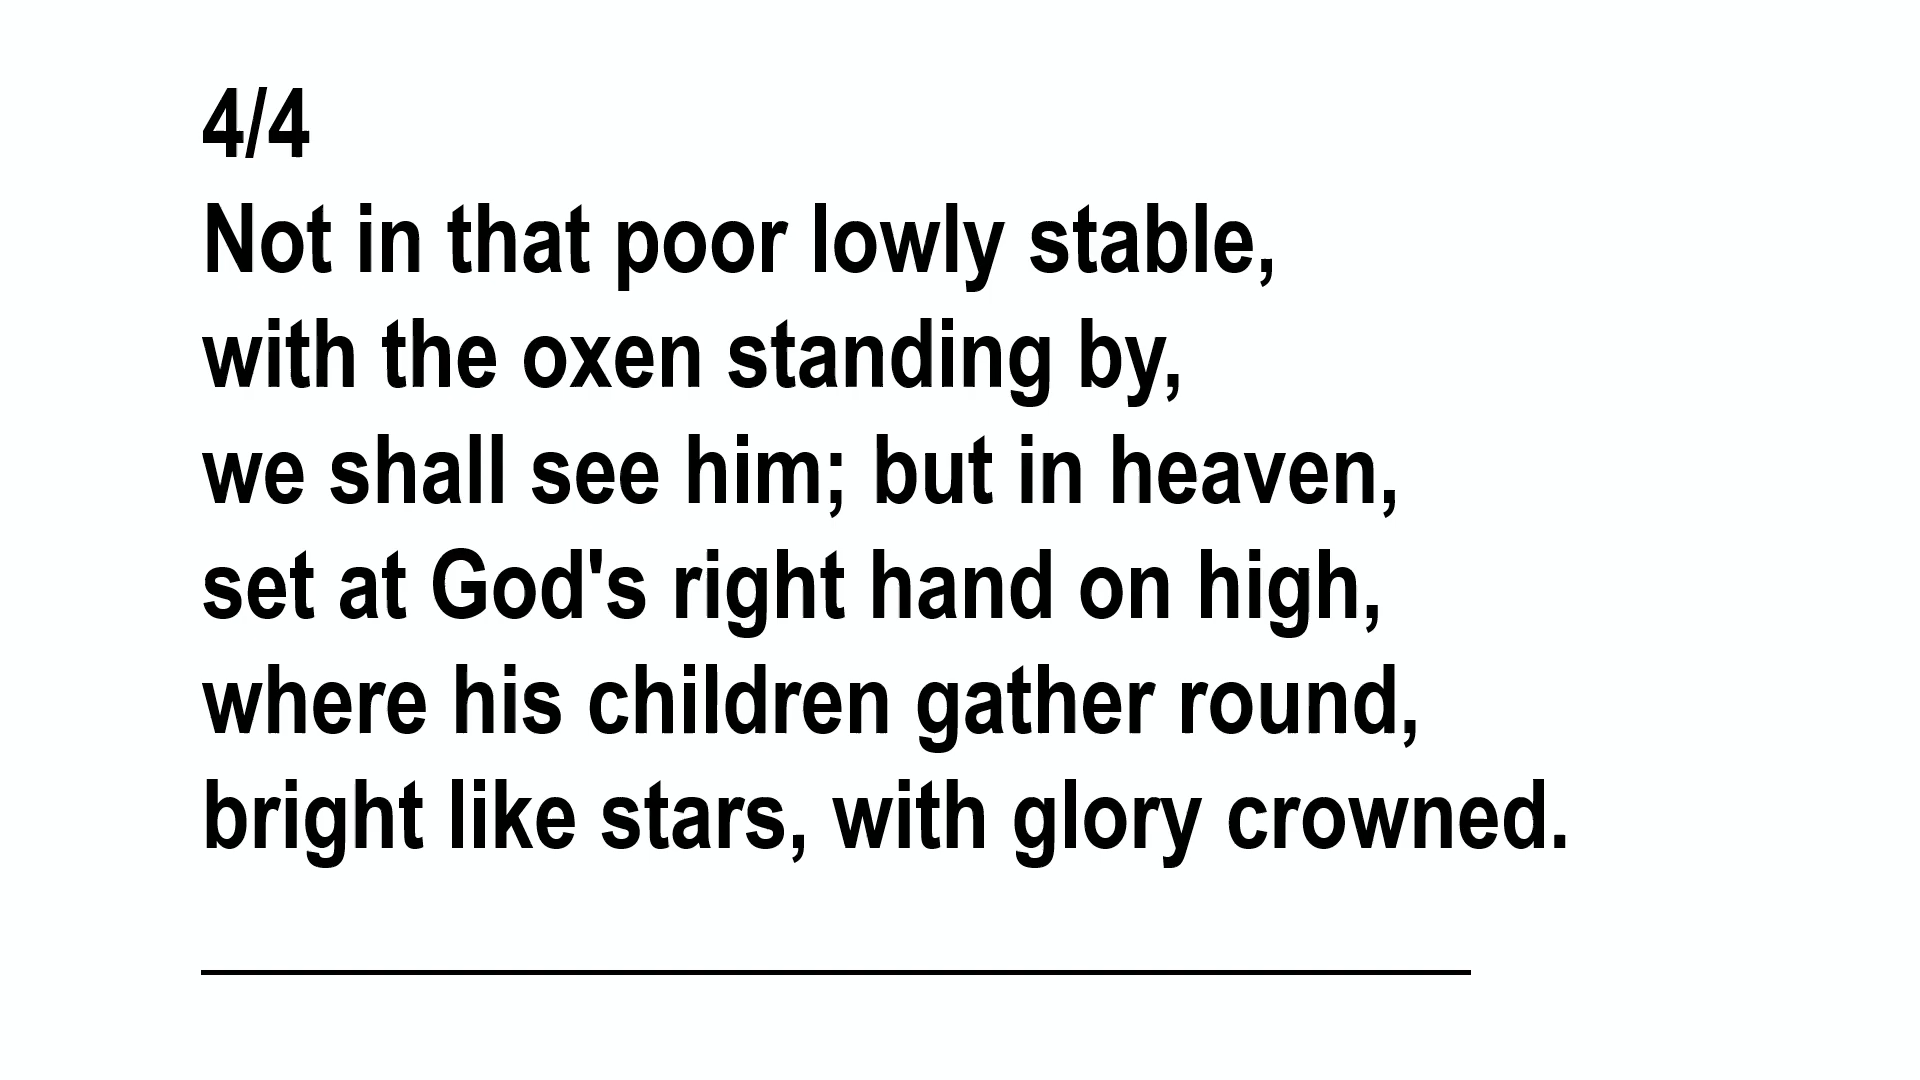 4/4
Not in that poor lowly stable,
with the oxen standing by,
we shall see him; but in heaven,
set at God's right hand on high,
where his children gather round,
bright like stars, with glory crowned.